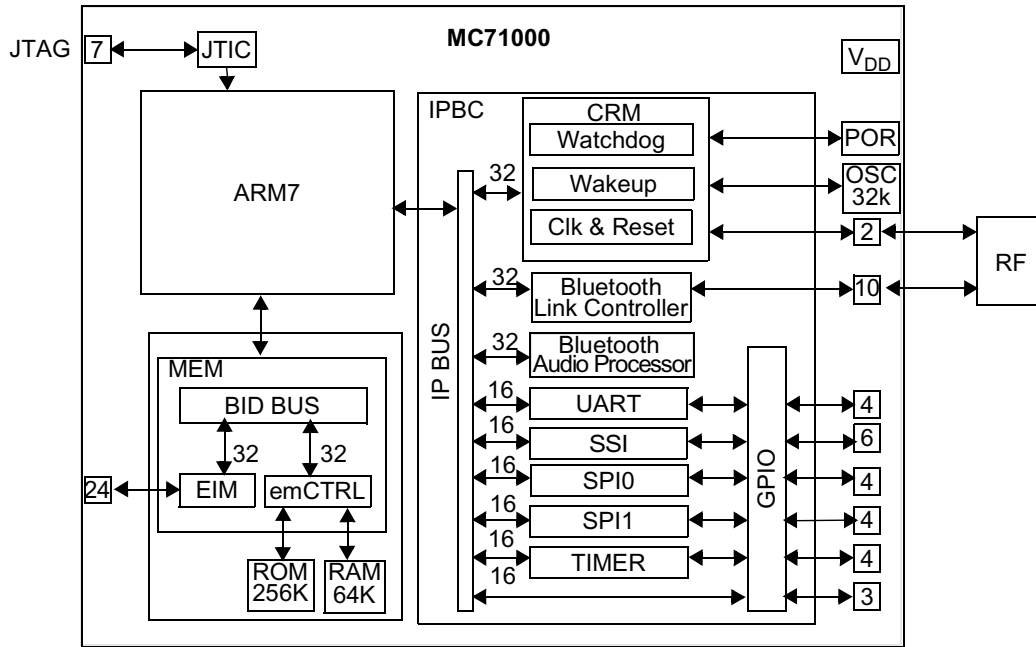 MC71000
JTAG
7
JTIC
V_DD
ARM7
IPBC
CRM
Watchdog
Wakeup
Clk & Reset
POR
OSC
32k
2
RF
32
IP BUS
32
Bluetooth
Link Controller
10
32
Bluetooth
Audio Processor
MEM
BID BUS
32
32
24
EIM
emCTRL
ROM
256K
RAM
64K
16
UART
4
16
SSI
6
16
SPI0
4
16
SPI1
4
16
TIMER
4
16
3
GPIO